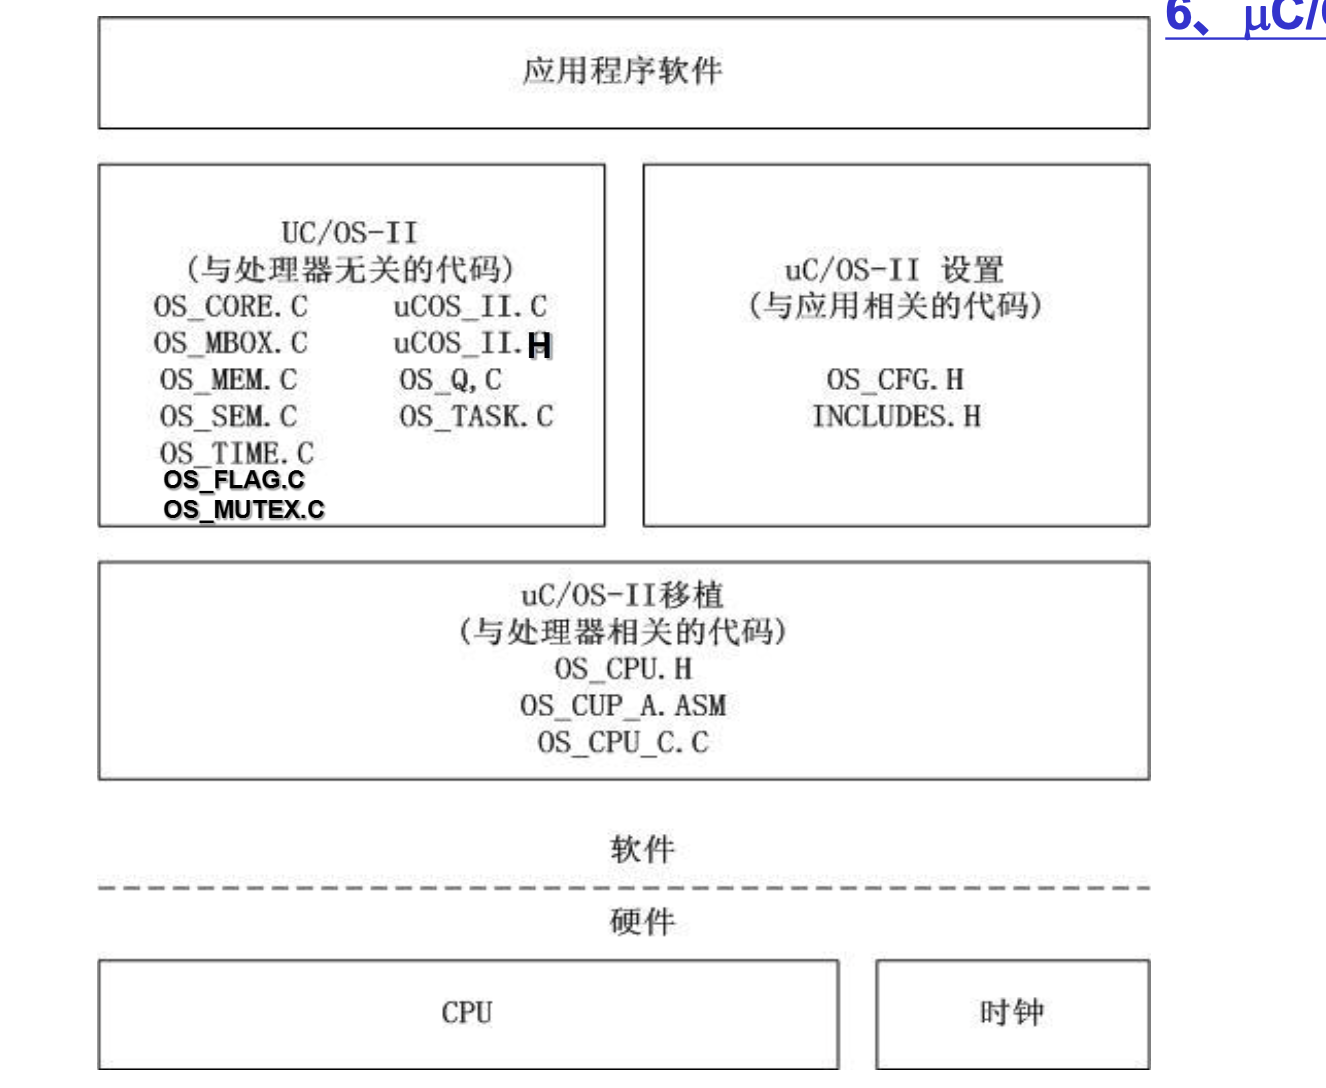 6、 μC/
应用程序软件
UC/OS-II
(与处理器无关的代码)
OS_CORE.C uCOS_II.C
OS_MBOX.C uCOS_II.H
OS_MEM.C OS_Q,C
OS_SEM.C OS_TASK.C
OS_TIME.C
OS_FLAG.C
OS_MUTEX.C
uC/OS-II 设置
(与应用相关的代码)
OS_CFG.H
INCLUDES.H
uC/OS-II移植
(与处理器相关的代码)
OS_CPU.H
OS_CUP_A.ASM
OS_CPU_C.C
软件
硬件
CPU
时钟